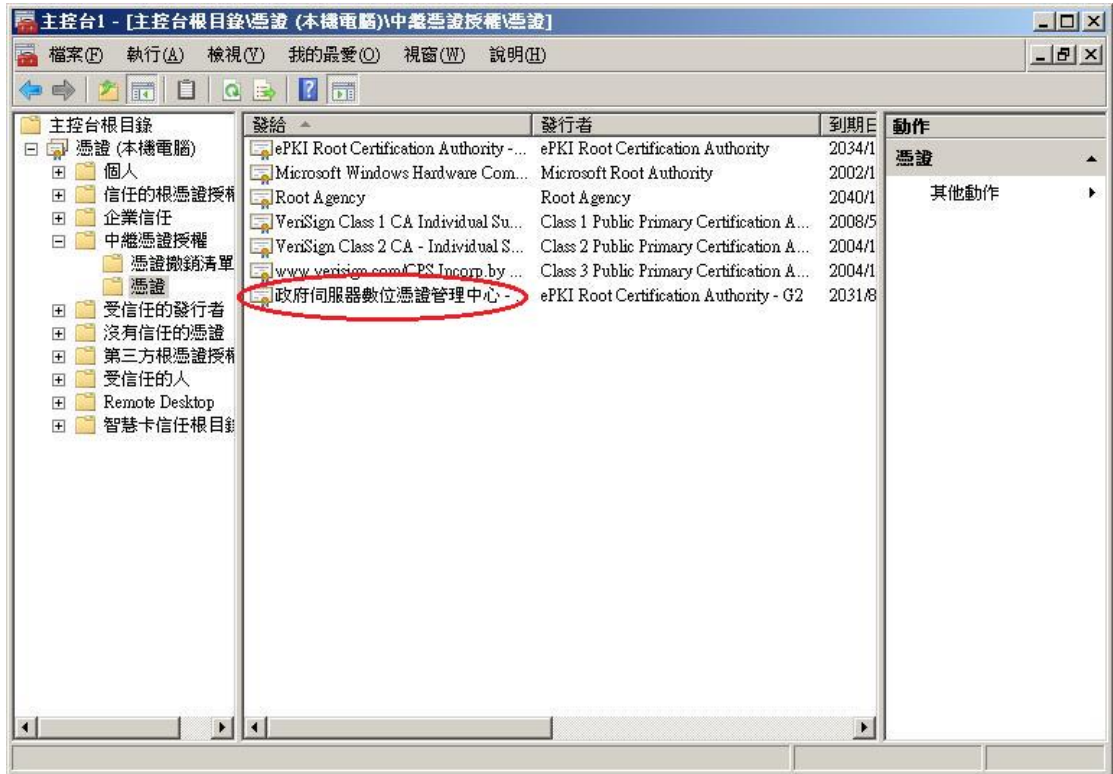 主控台1 - [主控台根目錄\憑證 (本機電腦)\中繼憑證授權\憑證]
檔案(F) 執行(A) 檢視(V) 我的最愛(O) 視窗(W) 說明(H)
主控台根目錄
憑證 (本機電腦)
個人
信任的根憑證授權
企業信任
中繼憑證授權
憑證撤銷清單
憑證
受信任的發行者
沒有信任的憑證
第三方根憑證授權
受信任的人
Remote Desktop
智慧卡信任根目錄
發給 發行者 到期日
ePKI Root Certification Authority -... ePKI Root Certification Authority 2034/1
Microsoft Windows Hardware Com... Microsoft Root Authority 2002/1
Root Agency Root Agency 2040/1
VeriSign Class 1 CA Individual Su... Class 1 Public Primary Certification A... 2008/5
VeriSign Class 2 CA - Individual S... Class 2 Public Primary Certification A... 2004/1
www.verisign.com/CPS Incorp.by ... Class 3 Public Primary Certification A... 2004/1
政府伺服器數位憑證管理中心 - ePKI Root Certification Authority - G2 2031/8
動作
憑證
其他動作